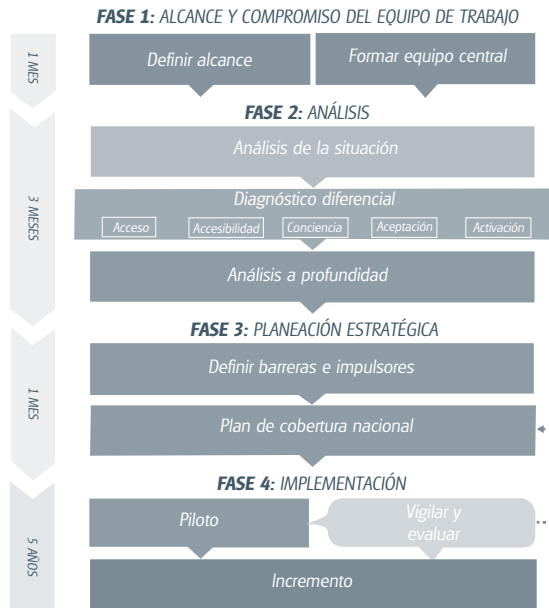 FASE 1: ALCANCE Y COMPROMISO DEL EQUIPO DE TRABAJO
1 MES
Definir alcance
Formar equipo central
FASE 2: ANÁLISIS
3 MESES
Análisis de la situación
Diagnóstico diferencial
Acceso
Accesibilidad
Conciencia
Aceptación
Activación
Análisis a profundidad
FASE 3: PLANEACIÓN ESTRATÉGICA
1 MES
Definir barreras e impulsores
Plan de cobertura nacional
FASE 4: IMPLEMENTACIÓN
5 AÑOS
Piloto
Vigilar y
evaluar
Incremento